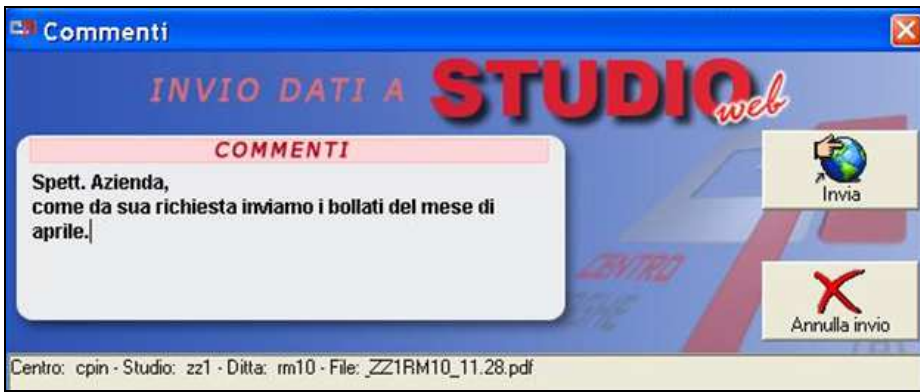 Commenti
INVIO DATI A STUDIO web
COMMENTI
Spett. Azienda,
come da sua richiesta inviamo i bollati del mese di
aprile.
Invia
CENTRO
Annulla invio
Centro: cpin - Studio: zz1 - Ditta: rm10 - File: _ZZ1RM10_11.28.pdf